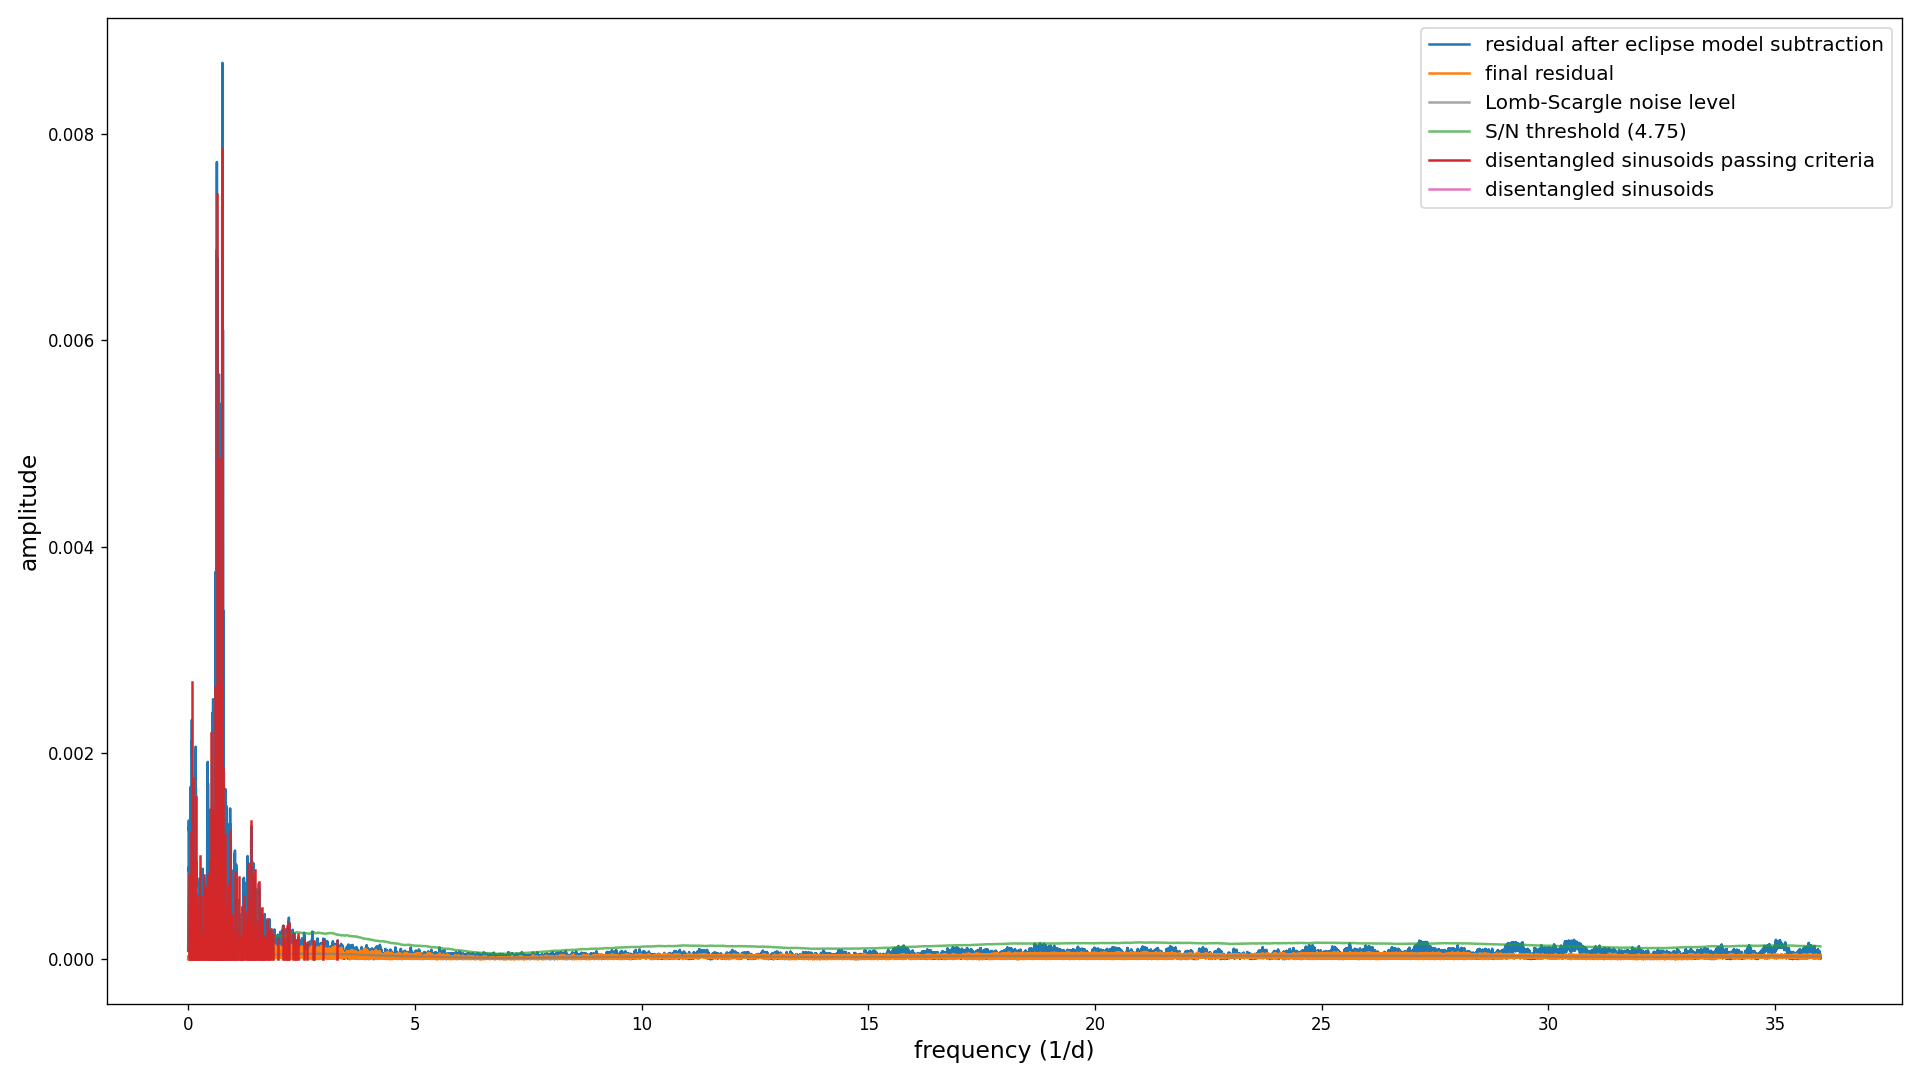 residual after eclipse model subtraction
final residual
Lomb-Scargle noise level
S/N threshold (4.75)
disentangled sinusoids passing criteria
disentangled sinusoids
amplitude
0.008
0.006
0.004
0.002
0.000
0 5 10 15 20 25 30 35
frequency (1/d)